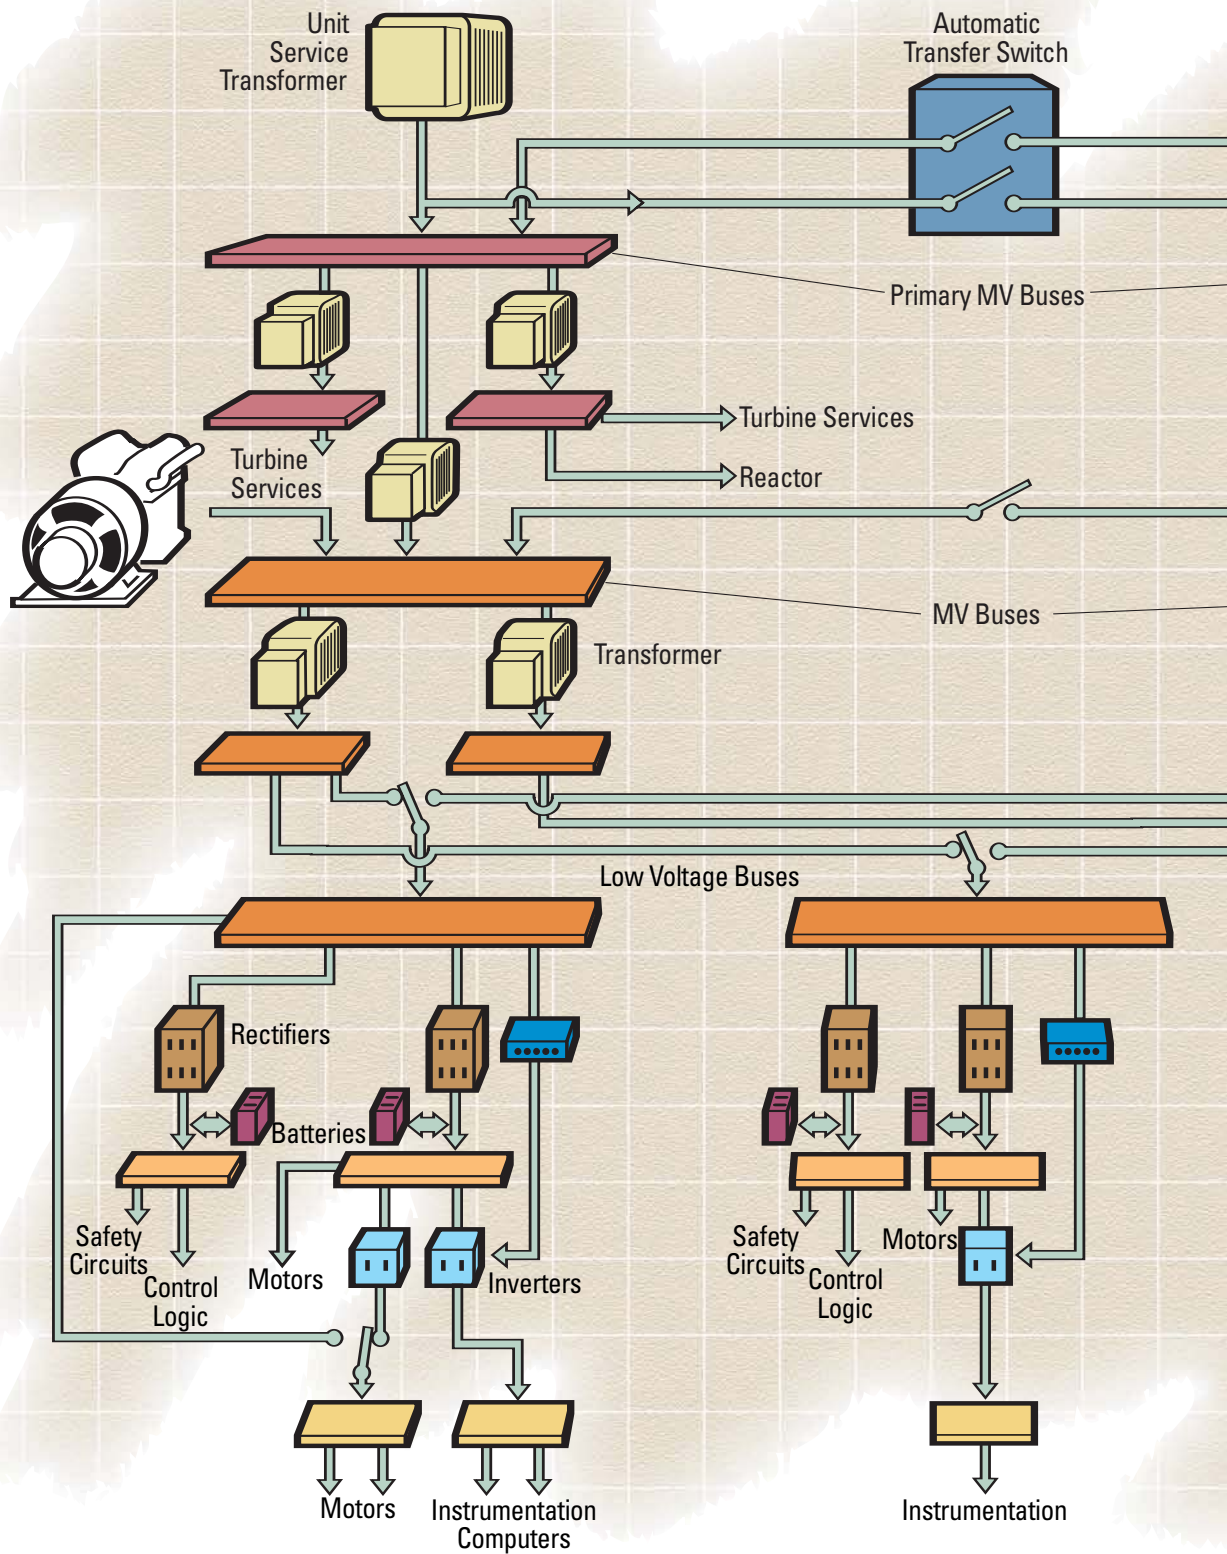 Unit
Service
Transformer
Automatic
Transfer Switch
Primary MV Buses
Turbine Services
Turbine
Services
Reactor
MV Buses
Transformer
Low Voltage Buses
Rectifiers
Batteries
Safety
Circuits
Control
Logic
Motors
Inverters
Safety
Circuits
Motors
Control
Logic
Motors
Instrumentation
Computers
Instrumentation